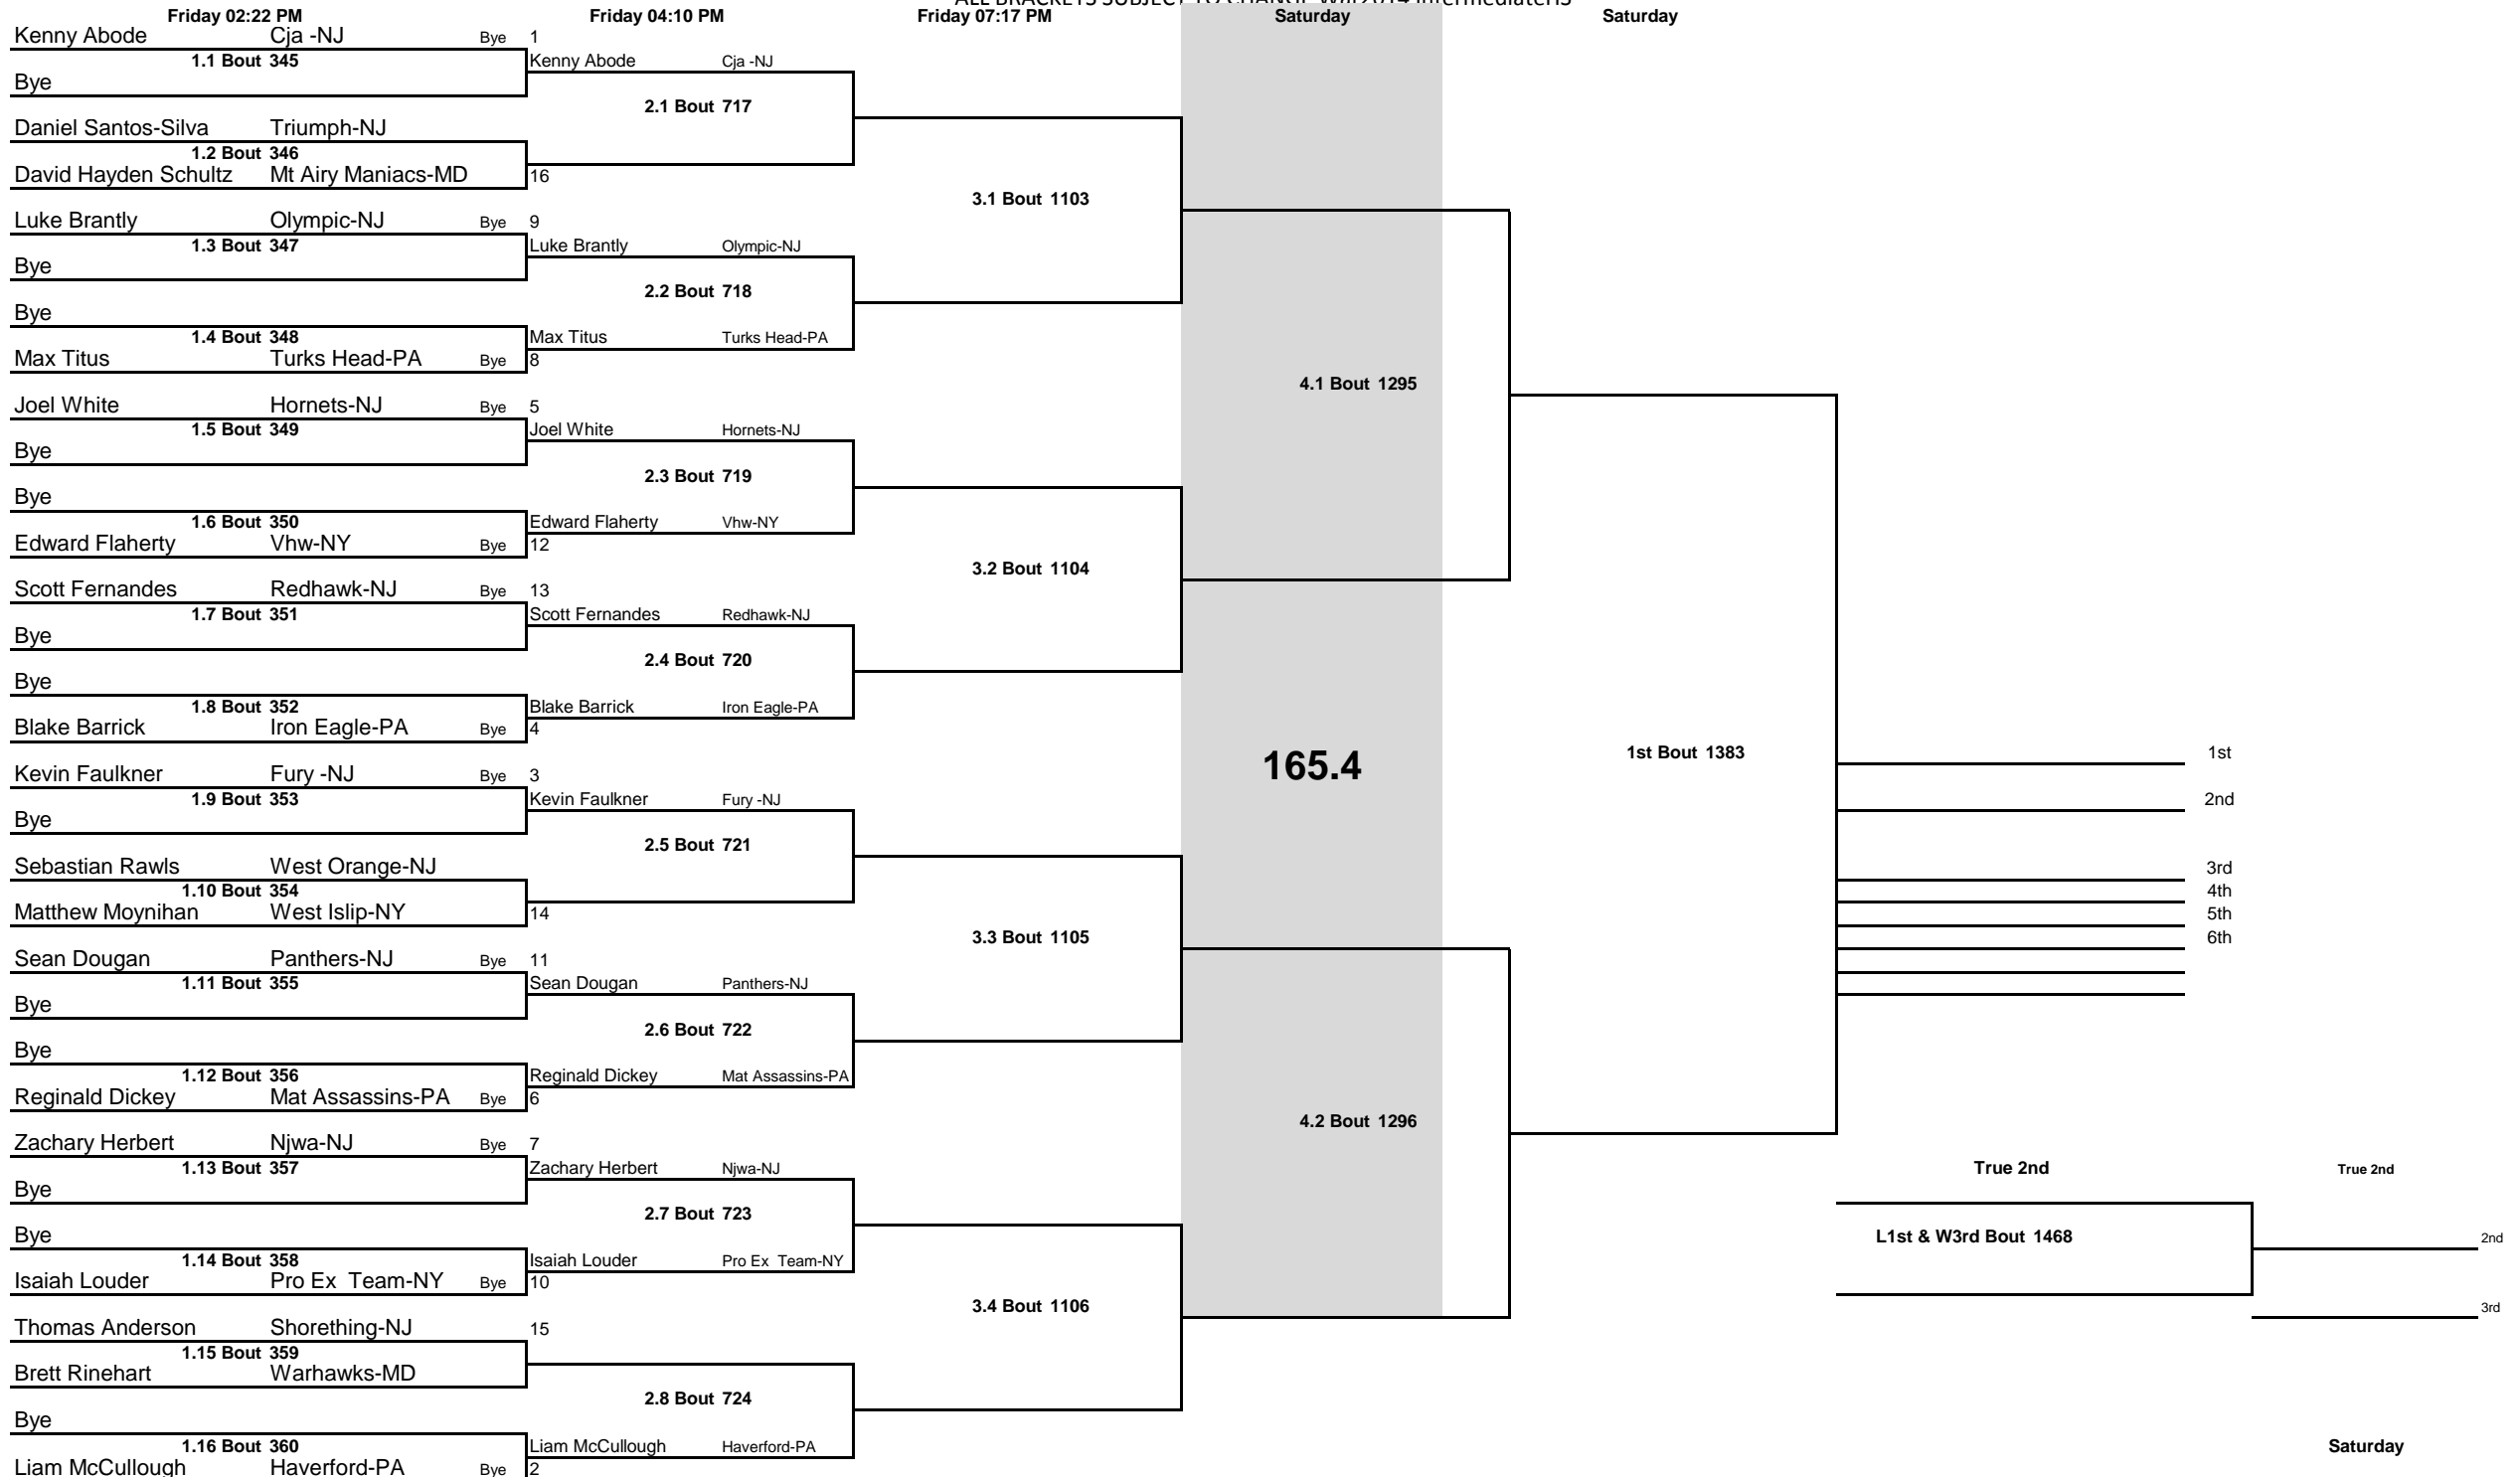 ALL BRACKETS SUBJECT TO CHANGE
Friday 02:22 PM Friday 04:10 PM Friday 07:17 PM Saturday Saturday
Kenny Abode Cja -NJ Bye 1
1.1 Bout 345 Kenny Abode Cja -NJ
Bye
2.1 Bout 717
Daniel Santos-Silva Triumph-NJ
1.2 Bout 346
David Hayden Schultz Mt Airy Maniacs-MD 16
3.1 Bout 1103
Luke Brantly Olympic-NJ Bye 9
1.3 Bout 347 Luke Brantly Olympic-NJ
Bye
2.2 Bout 718
Bye
1.4 Bout 348 Max Titus Turks Head-PA
Max Titus Turks Head-PA Bye 8
4.1 Bout 1295
Joel White Hornets-NJ Bye 5
1.5 Bout 349 Joel White Hornets-NJ
Bye
2.3 Bout 719
Bye
1.6 Bout 350 Edward Flaherty Vhw-NY
Edward Flaherty Vhw-NY Bye 12
3.2 Bout 1104
Scott Fernandes Redhawk-NJ Bye 13
1.7 Bout 351 Scott Fernandes Redhawk-NJ
Bye
2.4 Bout 720
Bye
1.8 Bout 352 Blake Barrick Iron Eagle-PA
Blake Barrick Iron Eagle-PA Bye 4
165.4 1st Bout 1383 1st
Kevin Faulkner Fury -NJ Bye 3
1.9 Bout 353 Kevin Faulkner Fury -NJ 2nd
Bye
2.5 Bout 721
Sebastian Rawls West Orange-NJ 3rd
1.10 Bout 354 4th
Matthew Moynihan West Islip-NY 14 5th
3.3 Bout 1105 6th
Sean Dougan Panthers-NJ Bye 11
1.11 Bout 355 Sean Dougan Panthers-NJ
Bye
2.6 Bout 722
Bye
1.12 Bout 356 Reginald Dickey Mat Assassins-PA
Reginald Dickey Mat Assassins-PA Bye 6
4.2 Bout 1296
Zachary Herbert Njwa-NJ Bye 7
1.13 Bout 357 Zachary Herbert Njwa-NJ True 2nd True 2nd
Bye
2.7 Bout 723
Bye L1st & W3rd Bout 1468 2nd
1.14 Bout 358 Isaiah Louder Pro Ex Team-NY
Isaiah Louder Pro Ex Team-NY Bye 10
3.4 Bout 1106 3rd
Thomas Anderson Shorething-NJ 15
1.15 Bout 359
Brett Rinehart Warhawks-MD
2.8 Bout 724
Bye
1.16 Bout 360 Liam McCullough Haverford-PA Saturday
Liam McCullough Haverford-PA Bye 2